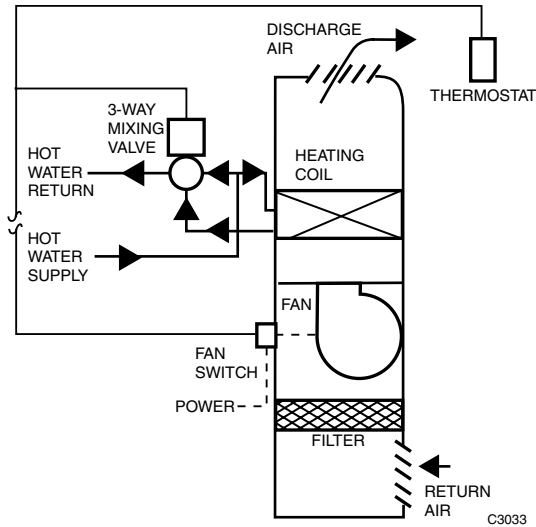 DISCHARGE
AIR
THERMOSTAT
3-WAY
MIXING
VALVE
HOT
WATER
RETURN
HEATING
COIL
HOT
WATER
SUPPLY
FAN
FAN
SWITCH
POWER
FILTER
RETURN
AIR
C3033